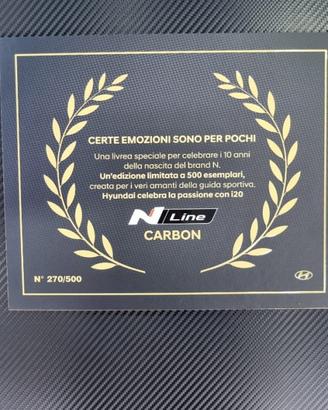 CERTE EMOZIONI SONO PER POCHI
Una livrea speciale per celebrare i 10 anni
della nascita del brand N.
Un'edizione limitata a 500 esemplari,
creata per i veri amanti della guida sportiva.
Hyundai celebra la passione con i20
N Line
CARBON
N° 270/500